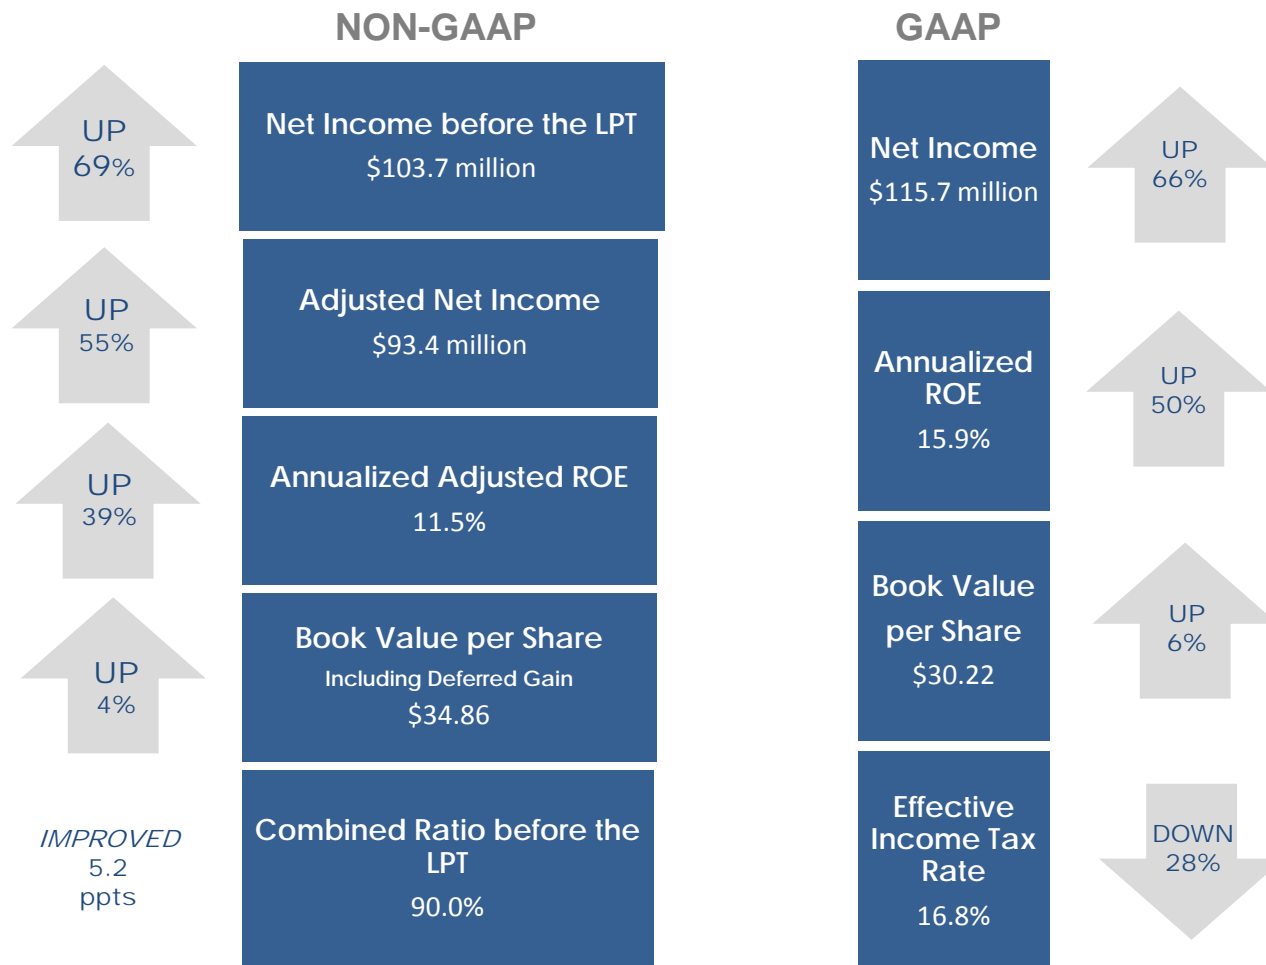 NON-GAAP
UP
69%
Net Income before the LPT
$103.7 million
UP
55%
Adjusted Net Income
$93.4 million
UP
39%
Annualized Adjusted ROE
11.5%
UP
4%
Book Value per Share
Including Deferred Gain
$34.86
IMPROVED
5.2
ppts
Combined Ratio before the
LPT
90.0%
GAAP
Net Income
$115.7 million
UP
66%
Annualized
ROE
15.9%
UP
50%
Book Value
per Share
$30.22
UP
6%
Effective
Income Tax
Rate
16.8%
DOWN
28%